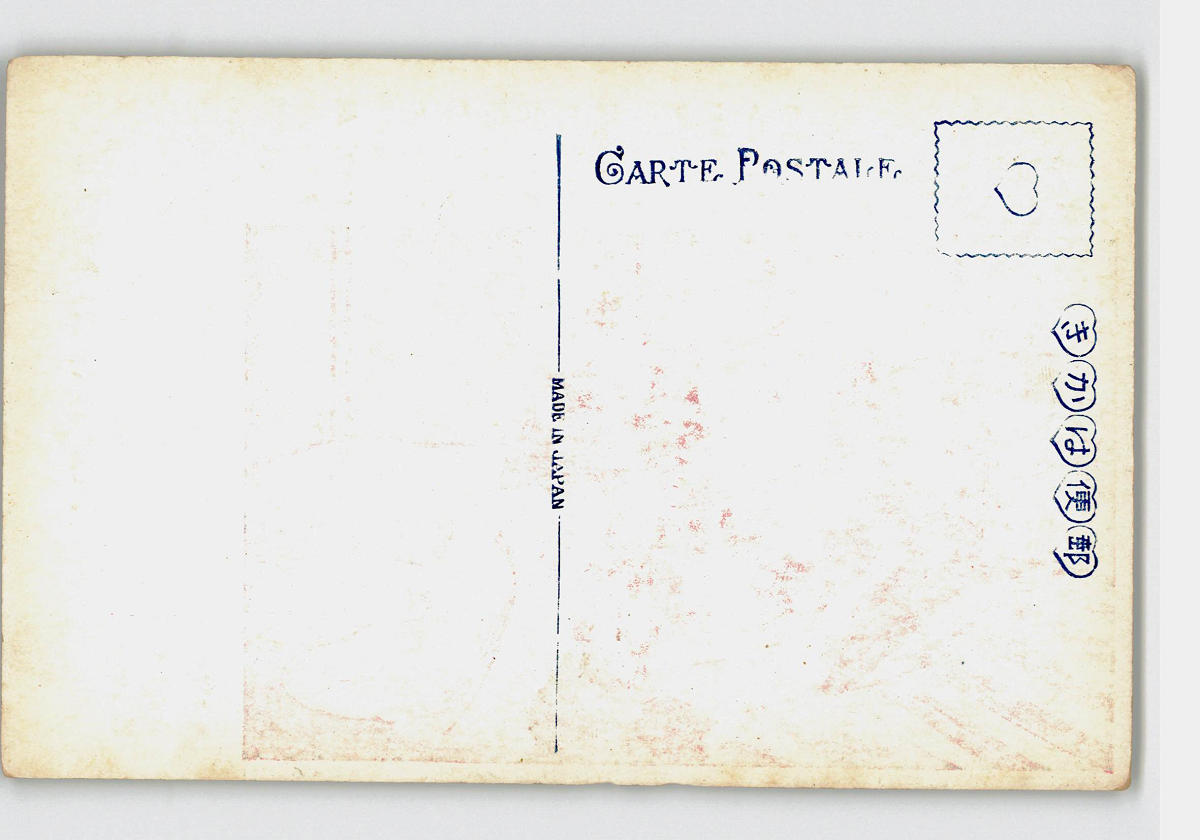 CARTE POSTALE
MADE IN JAPAN
郵便はかき